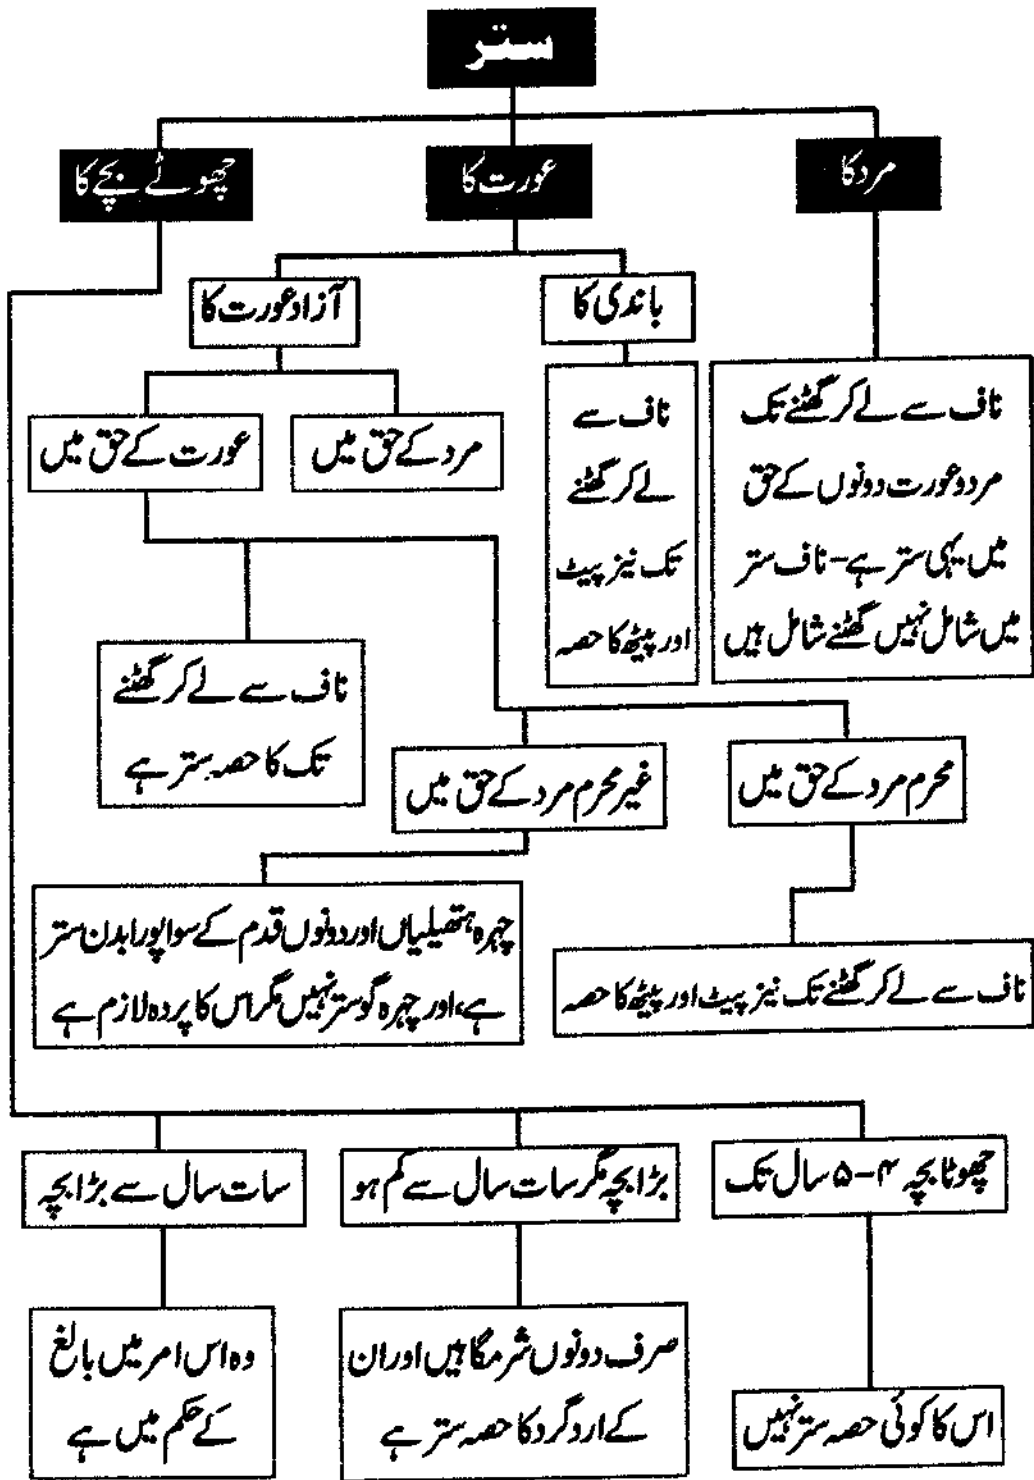 ستر
مرد کا
عورت کا
چھوٹے بچے کا
باندی کا
آزاد عورت کا
ناف سے لے کر گھٹنے تک
مرد و عورت دونوں کے حق
میں یہی ستر ہے – ناف ستر
میں شامل نہیں گھٹنے شامل ہیں
ناف سے
لے کر گھٹنے
تک نیز پیٹ
اور پیٹھ کا حصہ
مرد کے حق میں
عورت کے حق میں
ناف سے لے کر گھٹنے
تک کا حصہ ستر ہے
محرم مرد کے حق میں
غیر محرم مرد کے حق میں
ناف سے لے کر گھٹنے تک نیز پیٹ اور پیٹھ کا حصہ
چہرہ ہتھیلیاں اور دونوں قدم کے سوا پورا بدن ستر
ہے، اور چہرہ گو ستر نہیں مگر اس کا پردہ لازم ہے
چھوٹا بچہ ۴-۵ سال تک
بڑا بچہ مگر سات سال سے کم ہو
سات سال سے بڑا بچہ
اس کا کوئی حصہ ستر نہیں
صرف دونوں شرمگاہیں اور ان
کے ارد گرد کا حصہ ستر ہے
وہ اس امر میں بالغ
کے حکم میں ہے